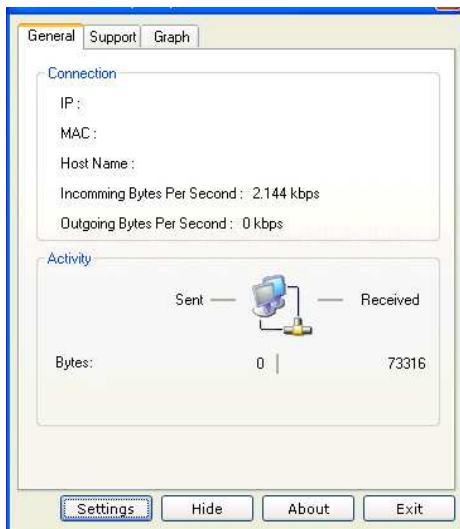 General Support Graph
Connection
IP :
MAC :
Host Name :
Incomming Bytes Per Second : 2.144 kbps
Outgoing Bytes Per Second : 0 kbps
Activity
Sent Received
Bytes: 0 73316
Settings Hide About Exit